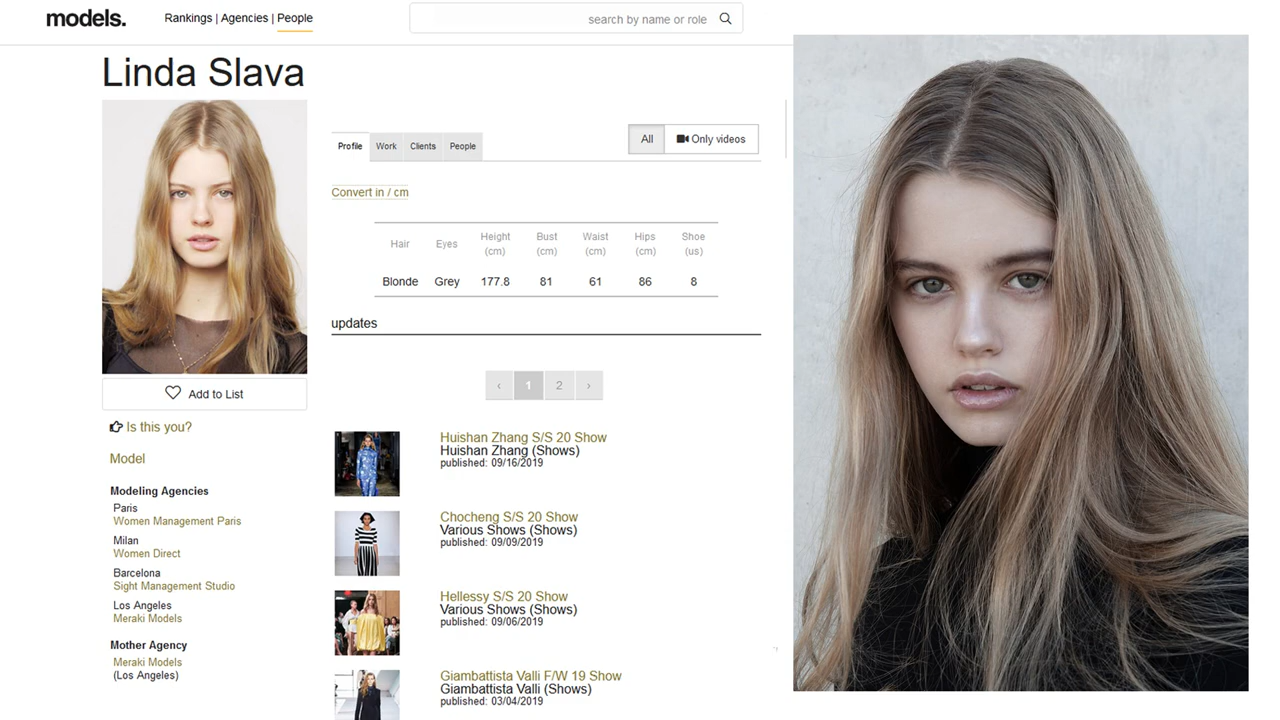 models.
Rankings | Agencies | People
search by name or role
Linda Slava
Profile
Work
Clients
People
All
Only videos
Convert in / cm
Hair Eyes Height (cm) Bust (cm) Waist (cm) Hips (cm) Shoe (us)
Blonde Grey 177.8 81 61 86 8
updates
‹ 1 2 ›
Add to List
Is this you?
Model
Modeling Agencies
Paris
Women Management Paris
Milan
Women Direct
Barcelona
Sight Management Studio
Los Angeles
Meraki Models
Mother Agency
Meraki Models
(Los Angeles)
Huishan Zhang S/S 20 Show
Huishan Zhang (Shows)
published: 09/16/2019
Chocheng S/S 20 Show
Various Shows (Shows)
published: 09/09/2019
Hellessy S/S 20 Show
Various Shows (Shows)
published: 09/06/2019
Giambattista Valli F/W 19 Show
Giambattista Valli (Shows)
published: 03/04/2019